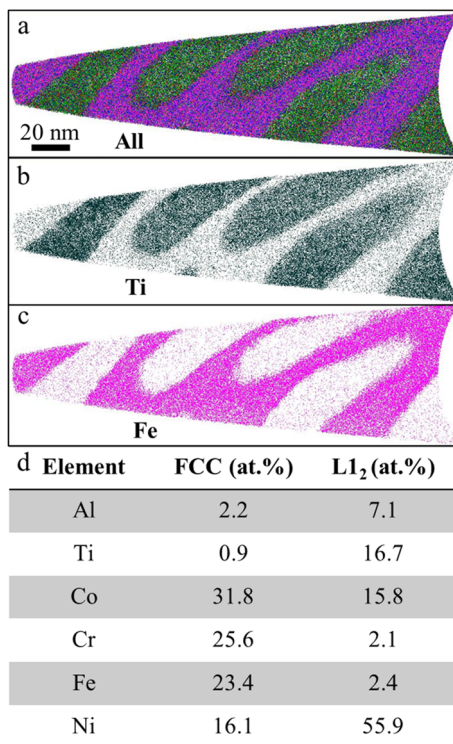 a
20 nm
All
b
Ti
c
Fe
d Element FCC (at.%) L1₂ (at.%)
Al 2.2 7.1
Ti 0.9 16.7
Co 31.8 15.8
Cr 25.6 2.1
Fe 23.4 2.4
Ni 16.1 55.9